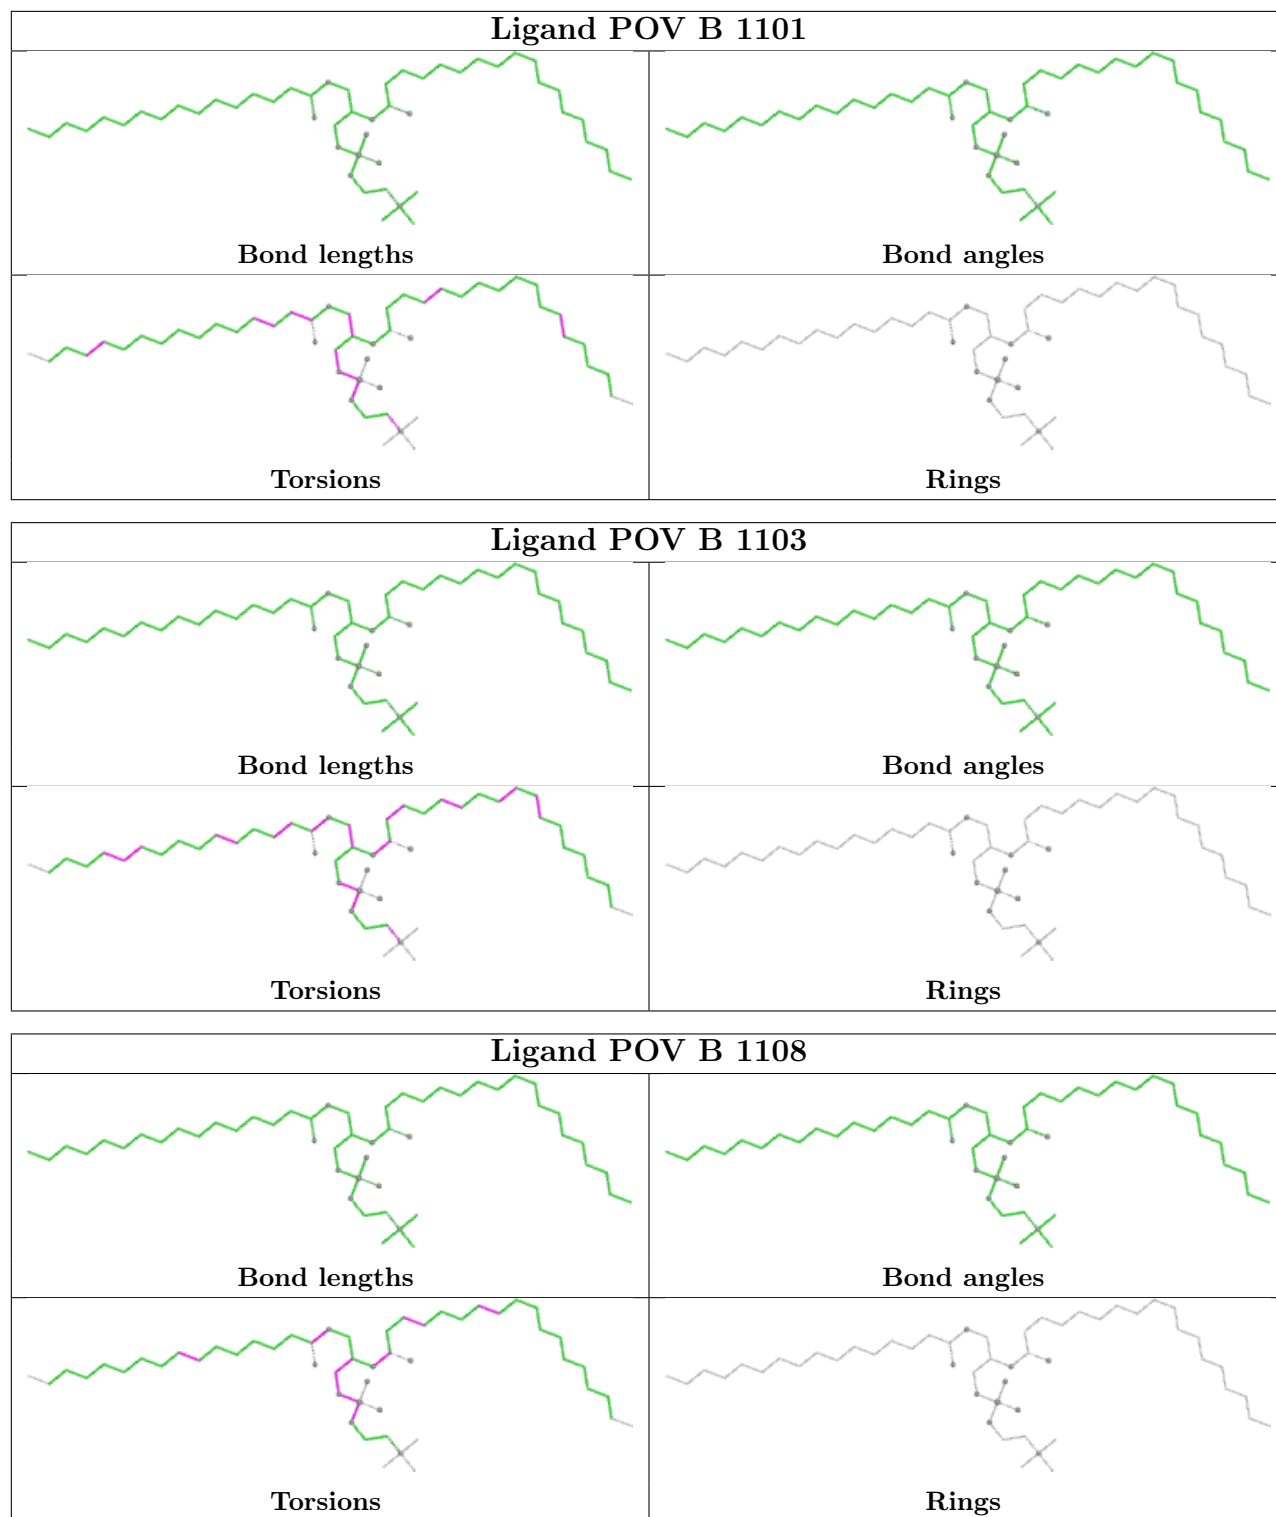 Ligand POV B 1101
Bond lengths
Bond angles
Torsions
Rings
Ligand POV B 1103
Bond lengths
Bond angles
Torsions
Rings
Ligand POV B 1108
Bond lengths
Bond angles
Torsions
Rings